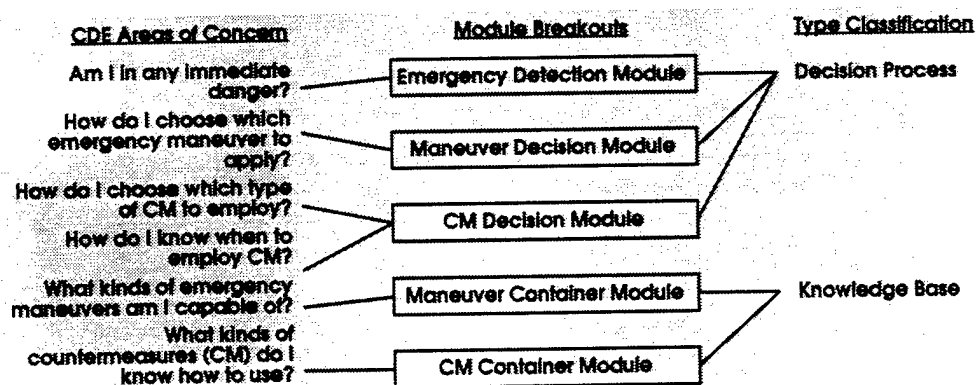 CDE Areas of Concern
Module Breakouts
Type Classification
Am I in any immediate
danger?
Emergency Detection Module
Decision Process
How do I choose which
emergency maneuver to
apply?
Maneuver Decision Module
How do I choose which type
of CM to employ?
CM Decision Module
How do I know when to
employ CM?
What kinds of emergency
maneuvers am I capable of?
Maneuver Container Module
Knowledge Base
What kinds of
countermeasures (CM) do I
know how to use?
CM Container Module